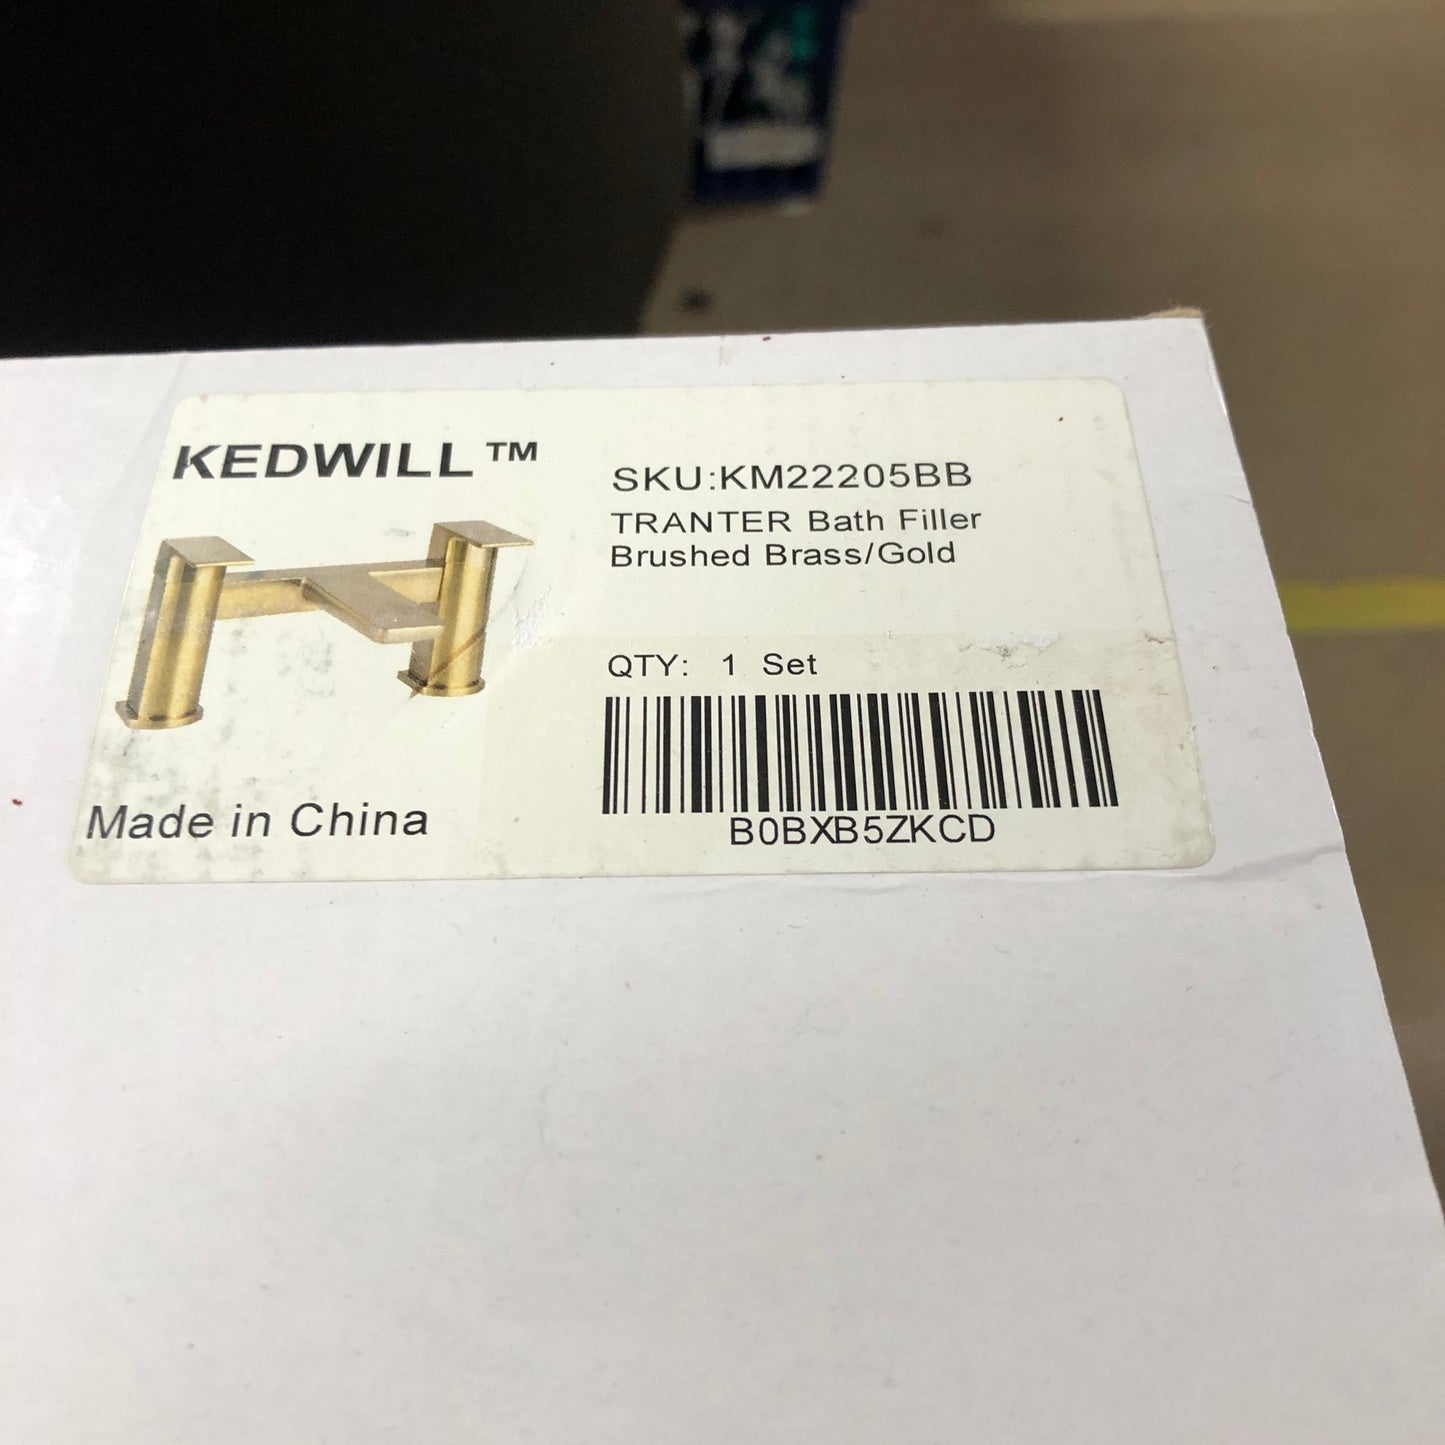 KEDWILL™
SKU:KM22205BB
TRANTER Bath Filler
Brushed Brass/Gold
QTY: 1 Set
B0BXB5ZKCD
Made in China